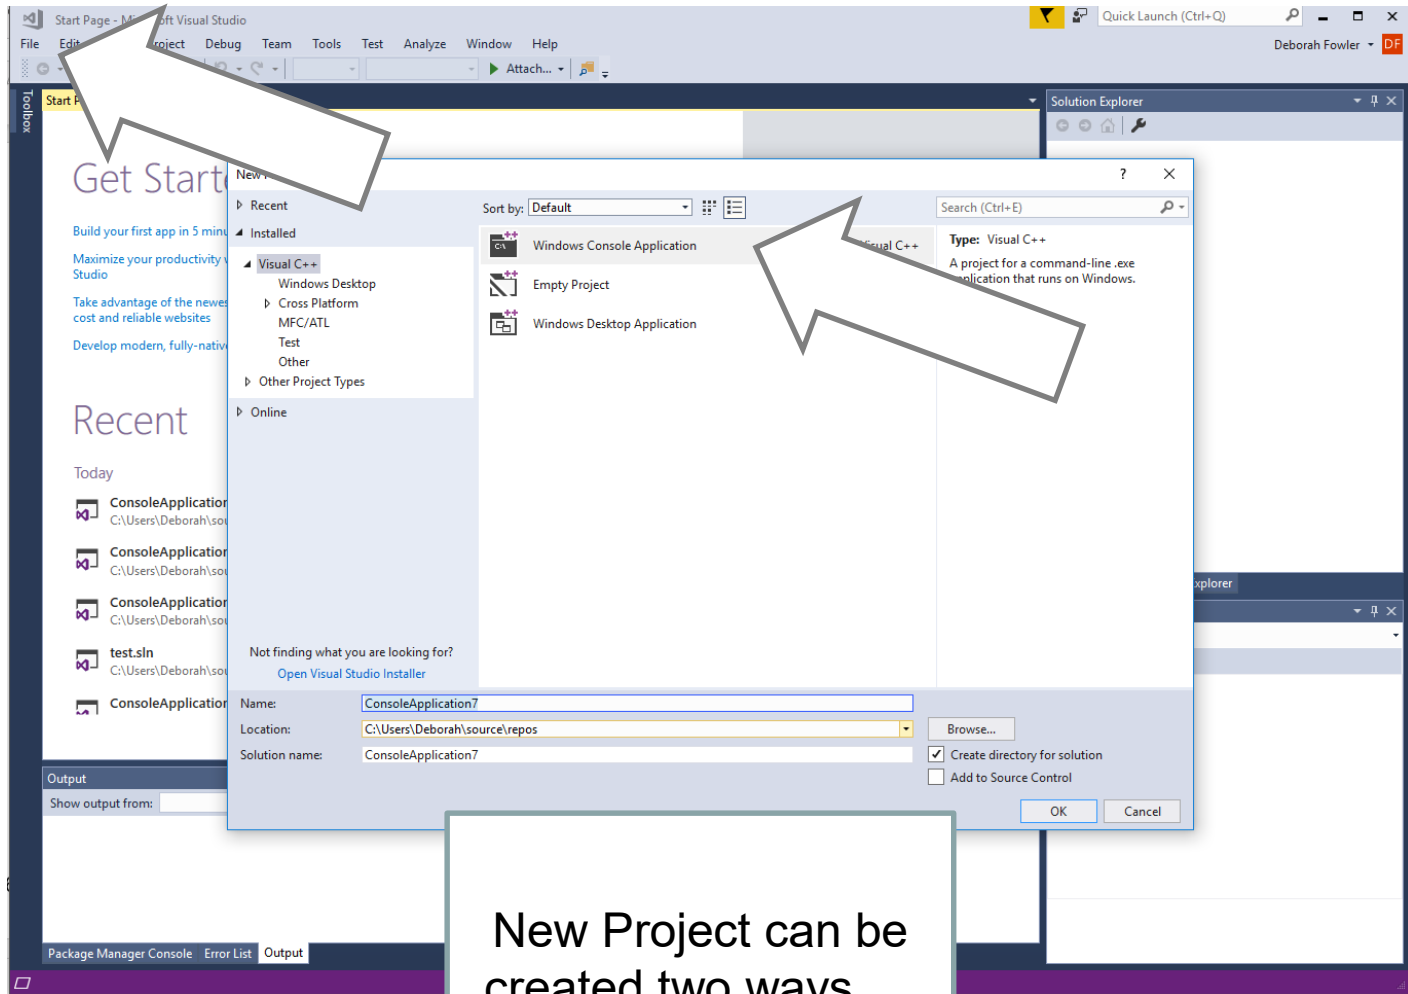 Start Page - Microsoft Visual Studio
Quick Launch (Ctrl+Q)
File Edit Project Debug Team Tools Test Analyze Window Help
Deborah Fowler DF
Attach...
Toolbox
Start P
Solution Explorer
Get Starte
Build your first app in 5 minu
Maximize your productivity
Studio
Take advantage of the newes
cost and reliable websites
Develop modern, fully-nativ
Recent
Today
ConsoleApplication
C:\Users\Deborah\sou
ConsoleApplication
C:\Users\Deborah\sou
ConsoleApplication
C:\Users\Deborah\sou
test.sln
C:\Users\Deborah\sou
ConsoleApplication
New
? 
Recent
Installed
Visual C++
Windows Desktop
Cross Platform
MFC/ATL
Test
Other
Other Project Types
Online
Not finding what you are looking for?
Open Visual Studio Installer
Sort by: Default
Search (Ctrl+E)
Windows Console Application
Visual C++
Empty Project
Windows Desktop Application
Type: Visual C++
A project for a command-line .exe
application that runs on Windows.
Name: ConsoleApplication7
Location: C:\Users\Deborah\source\repos
Browse...
Solution name: ConsoleApplication7
Create directory for solution
Add to Source Control
OK Cancel
xplorer
Output
Show output from:
Package Manager Console Error List Output
New Project can be
created two ways